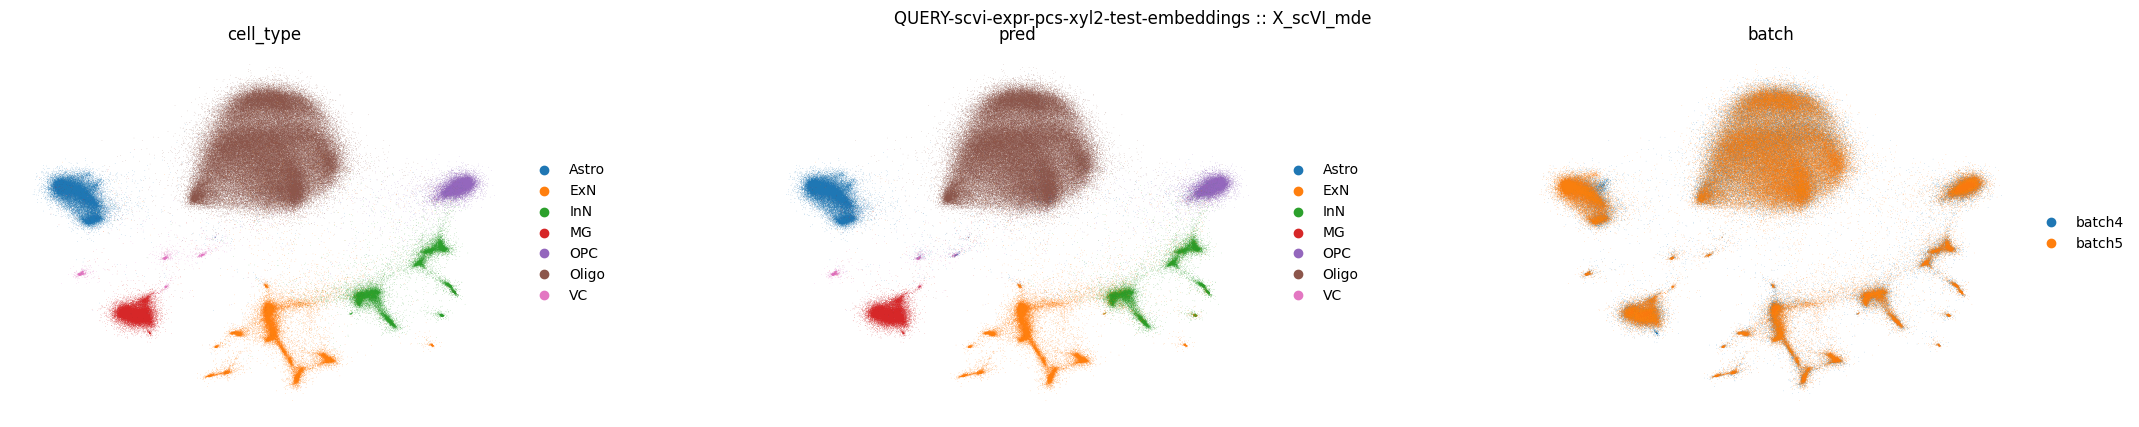 QUERY-scvi-expr-pcs-xyl2-test-embeddings :: X_scVI_mde
cell_type
Astro
ExN
InN
MG
OPC
Oligo
VC
pred
Astro
ExN
InN
MG
OPC
Oligo
VC
batch
batch4
batch5